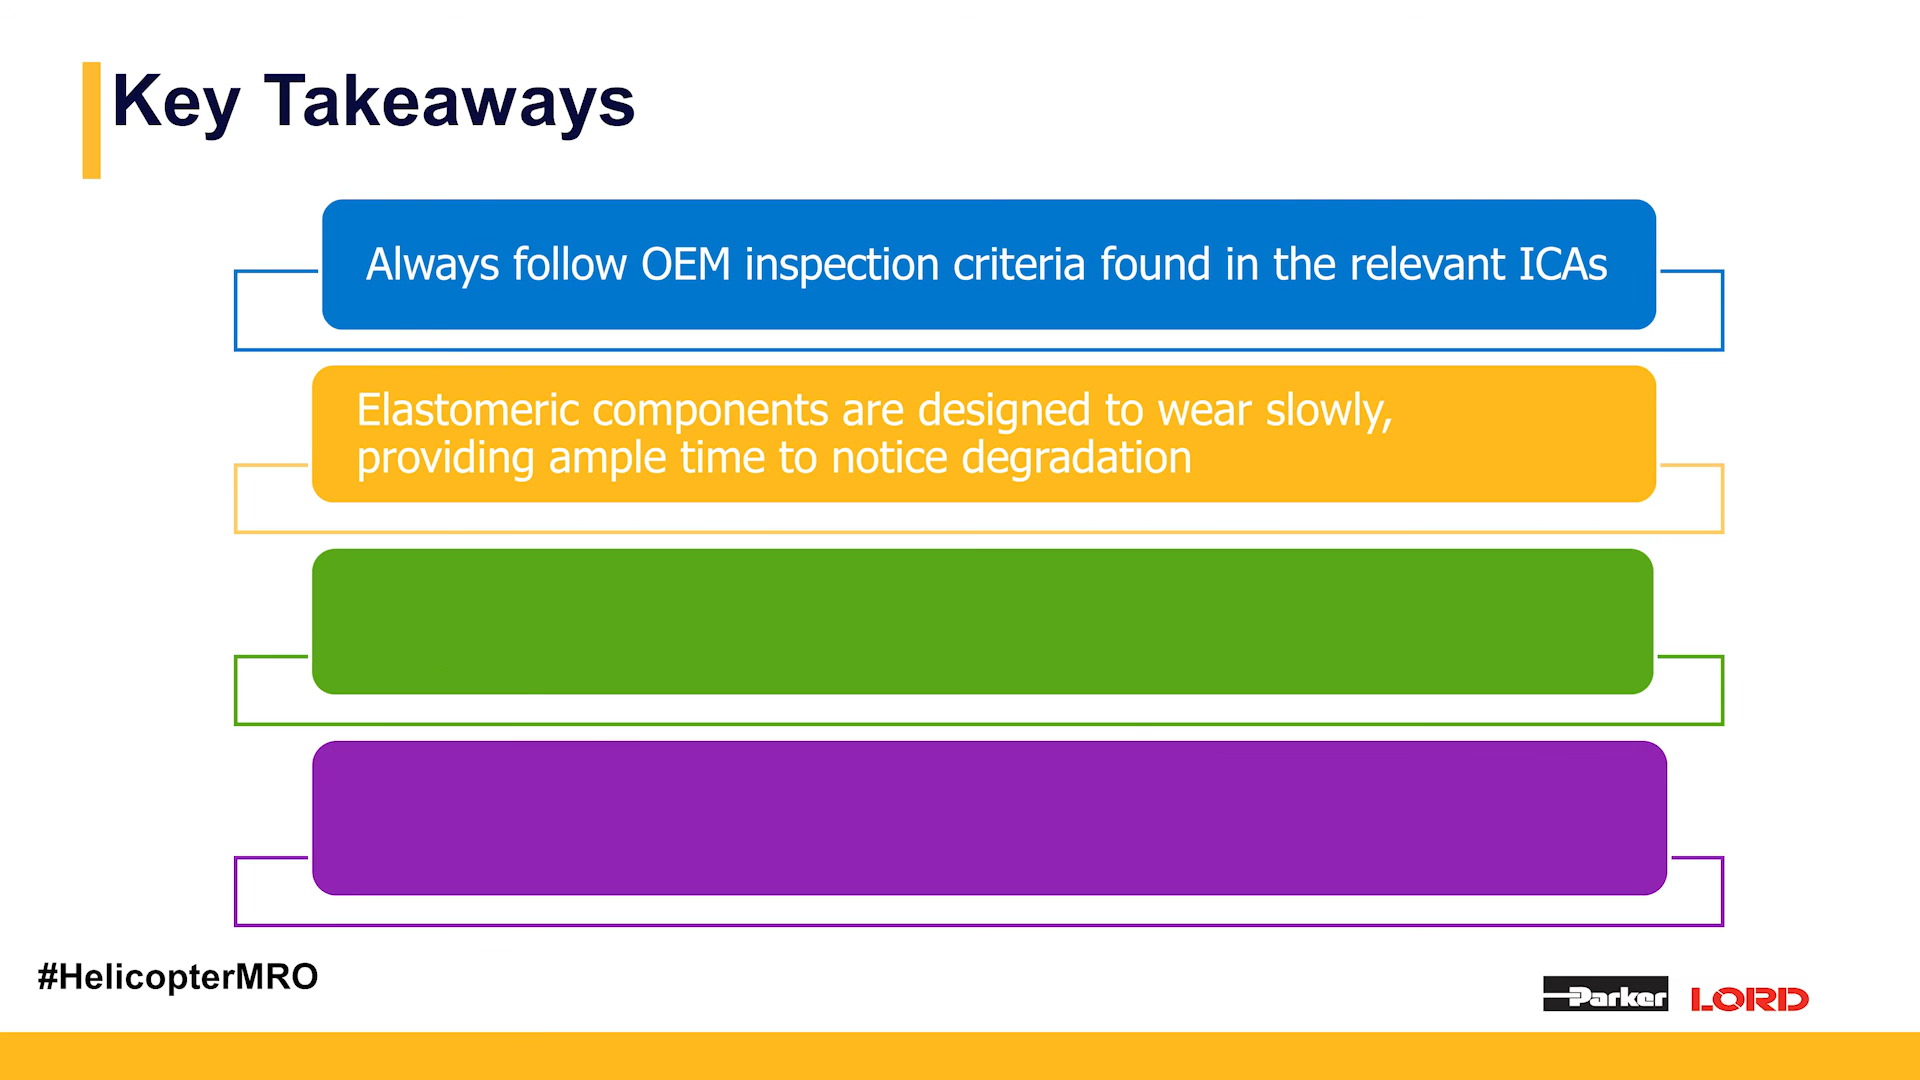 Key Takeaways
Always follow OEM inspection criteria found in the relevant ICAs
Elastomeric components are designed to wear slowly,
providing ample time to notice degradation
#HelicopterMRO
Parker LORD